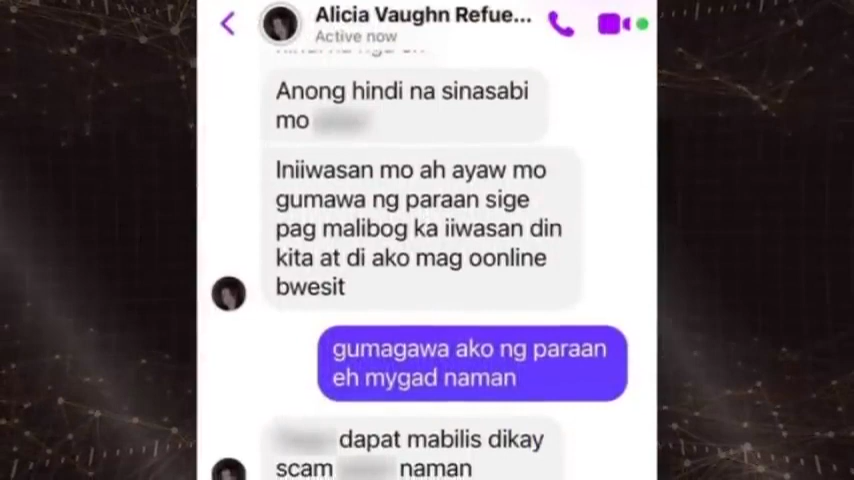 Alicia Vaughn Refue...
Active now
Anong hindi na sinasabi
mo
Iniiwasan mo ah ayaw mo
gumawa ng paraan sige
pag malibog ka iiwasan din
kita at di ako mag oonline
bwesit
gumagawa ako ng paraan
eh mygad naman
dapat mabilis dikay
scam naman